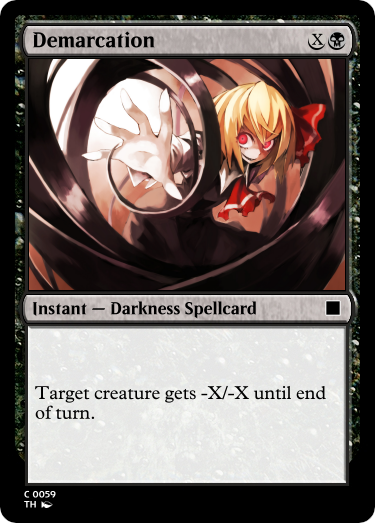 Demarcation X
Instant — Darkness Spellcard
Target creature gets -X/-X until end
of turn.
C 0059
TH